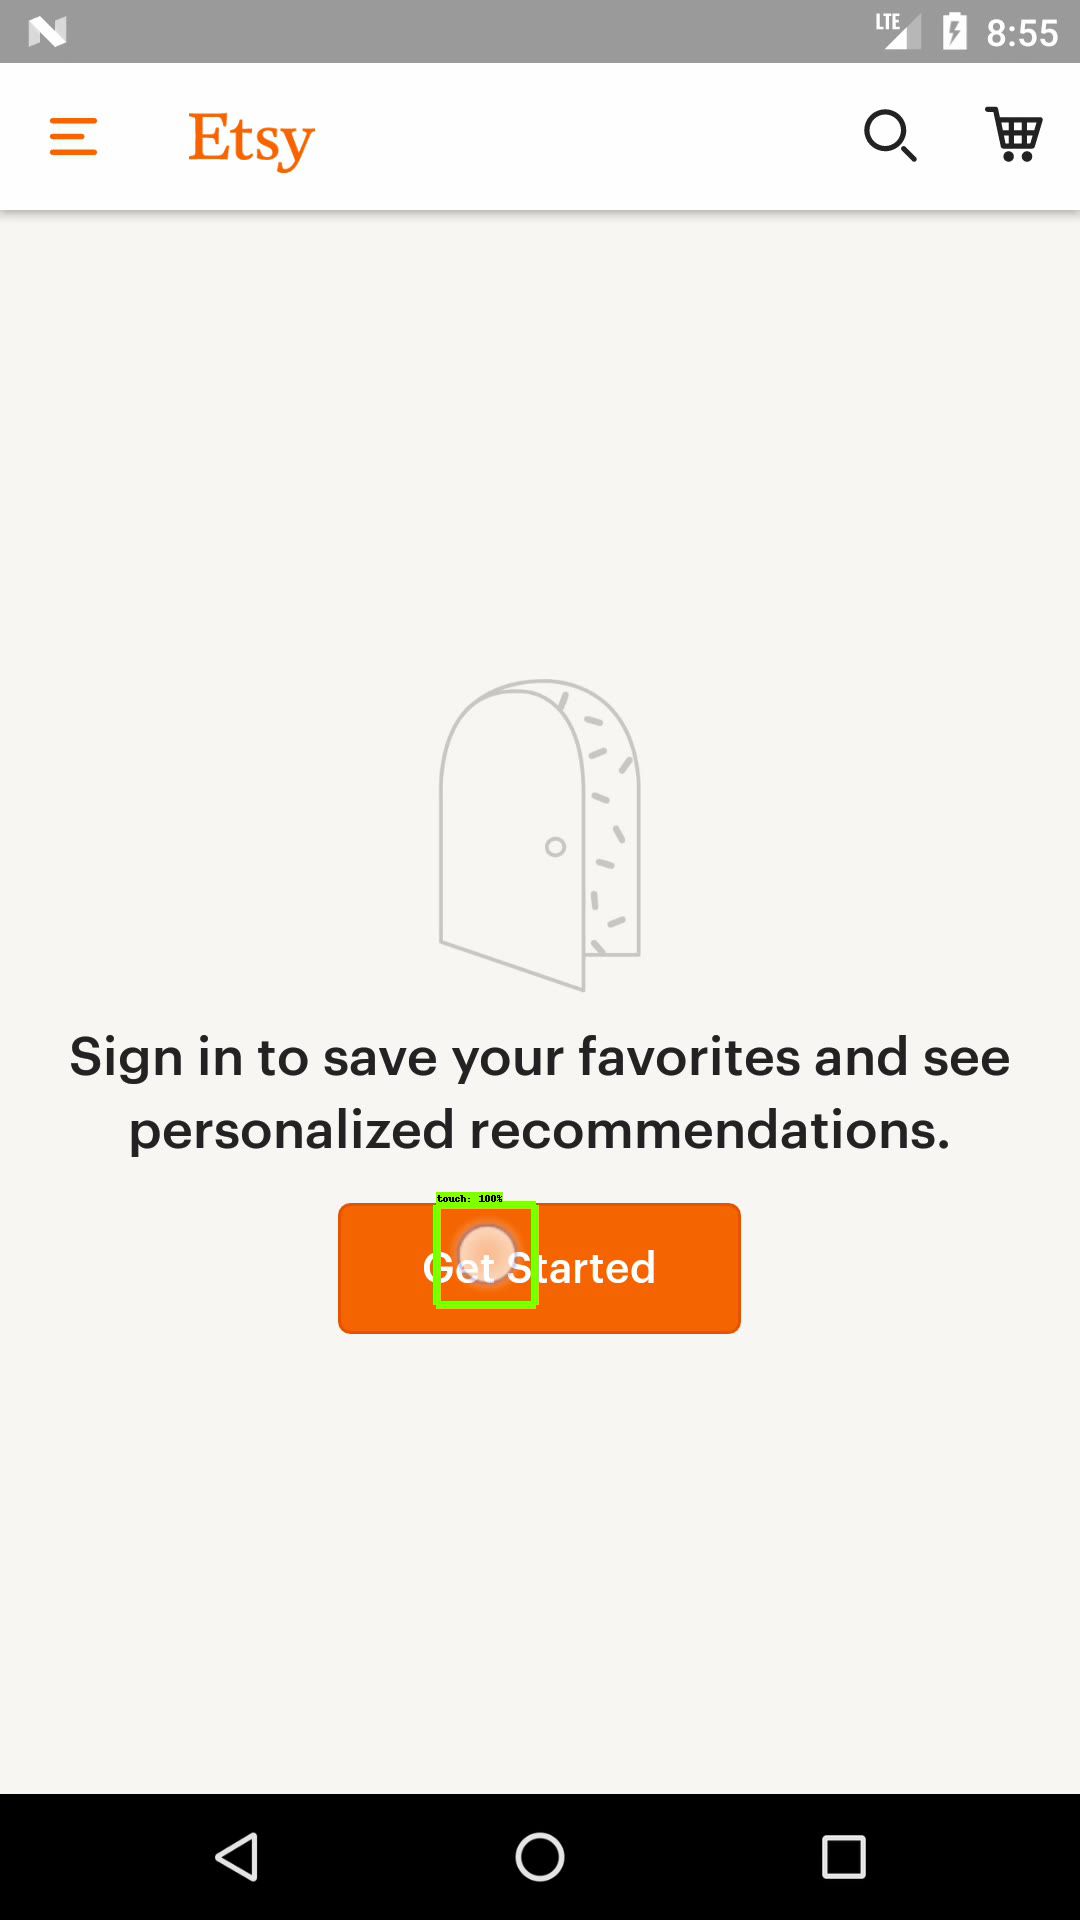 LTE 8:55
Etsy
Sign in to save your favorites and see
personalized recommendations.
touch: 100%
Get Started